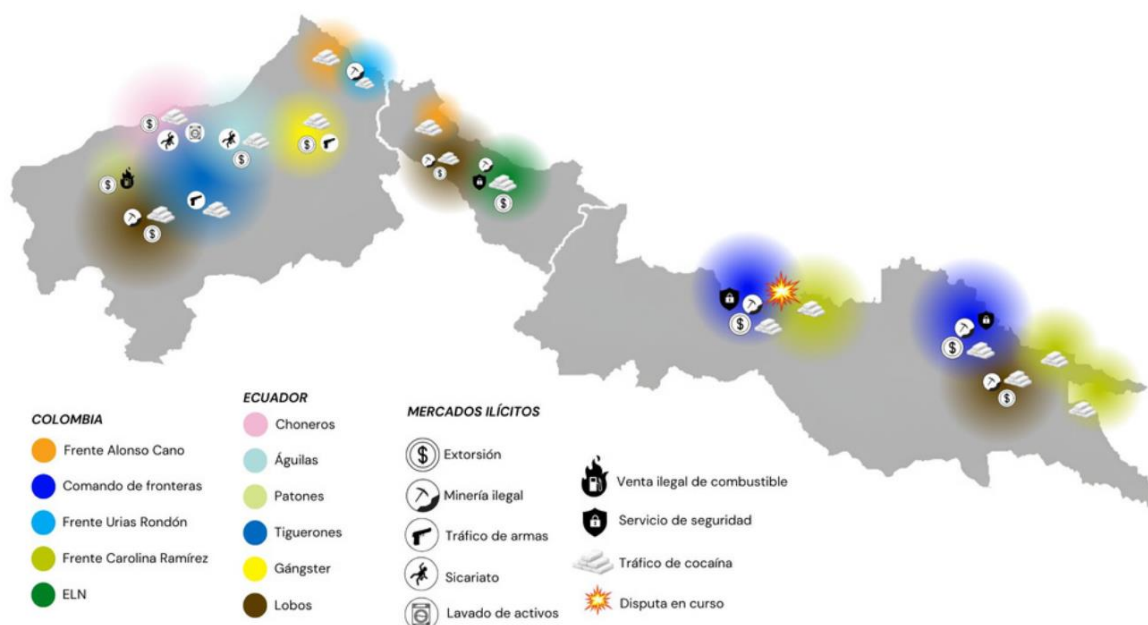 COLOMBIA
Frente Alonso Cano
Comando de fronteras
Frente Urias Rondón
Frente Carolina Ramírez
ELN
ECUADOR
Choneros
Águilas
Patones
Tiguerones
Gángster
Lobos
MERCADOS ILÍCITOS
Extorsión
Minería ilegal
Tráfico de armas
Sicariato
Lavado de activos
Venta ilegal de combustible
Servicio de seguridad
Tráfico de cocaína
Disputa en curso